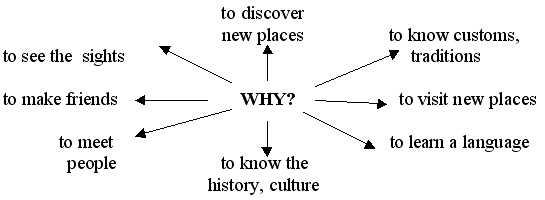 to discover
new places
to know customs,
traditions
to see the sights
to make friends
WHY?
to visit new places
to meet
people
to learn a language
to know the
history, culture